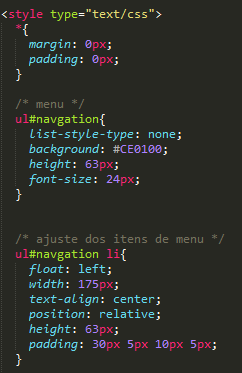 <style type="text/css">
*{
margin: 0px;
padding: 0px;
}
/* menu */
ul#navgation{
list-style-type: none;
background: #CE0100;
height: 63px;
font-size: 24px;
}
/* ajuste dos itens de menu */
ul#navgation li{
float: left;
width: 175px;
text-align: center;
position: relative;
height: 63px;
padding: 30px 5px 10px 5px;
}